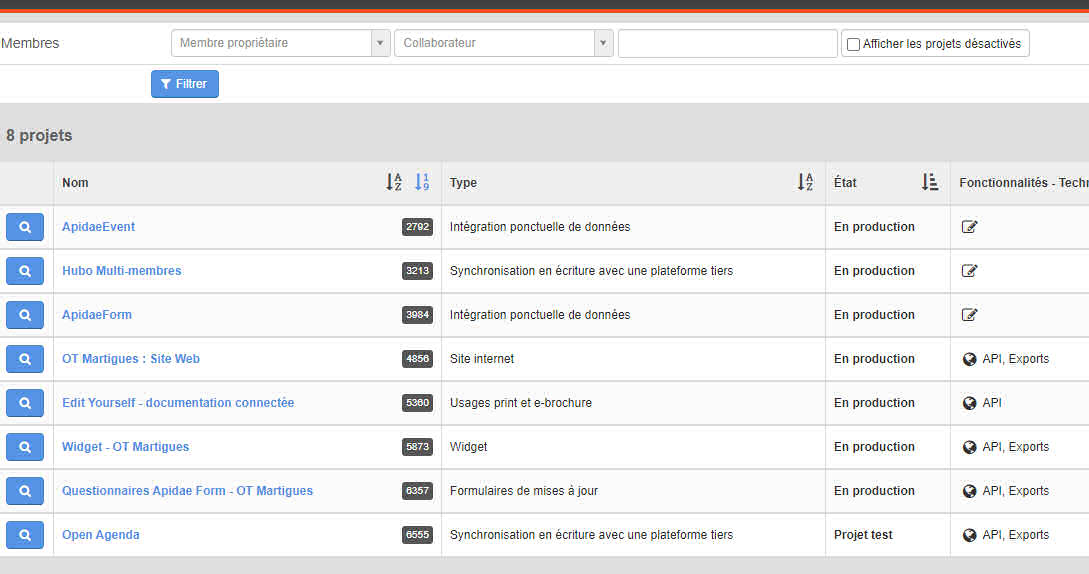 Membres Membre propriétaire Collaborateur Afficher les projets désactivés
Filtrer
8 projets
Nom Type État Fonctionnalités - Techn
ApidaeEvent 2792 Intégration ponctuelle de données En production
Hubo Multi-membres 3213 Synchronisation en écriture avec une plateforme tiers En production
ApidaeForm 3984 Intégration ponctuelle de données En production
OT Martigues : Site Web 4856 Site internet En production API, Exports
Edit Yourself - documentation connectée 5360 Usages print et e-brochure En production API
Widget - OT Martigues 5873 Widget En production API, Exports
Questionnaires Apidae Form - OT Martigues 6357 Formulaires de mises à jour En production API, Exports
Open Agenda 6555 Synchronisation en écriture avec une plateforme tiers Projet test API, Exports